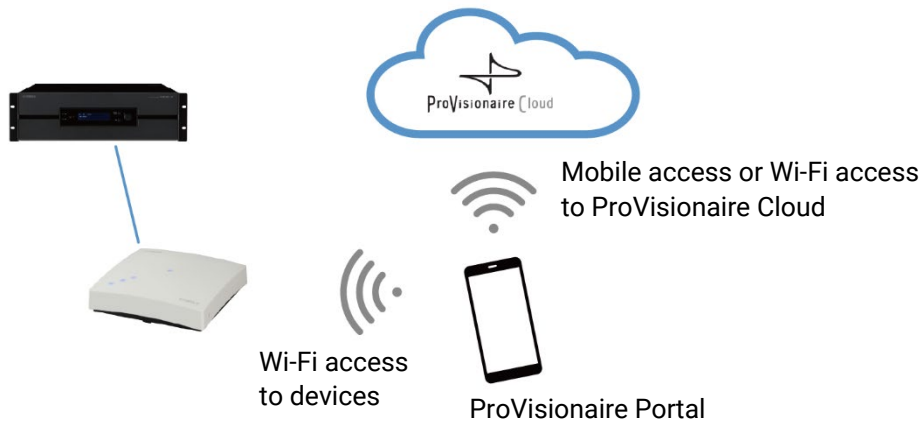 ProVisionaire Cloud
Mobile access or Wi-Fi access
to ProVisionaire Cloud
Wi-Fi access
to devices
ProVisionaire Portal